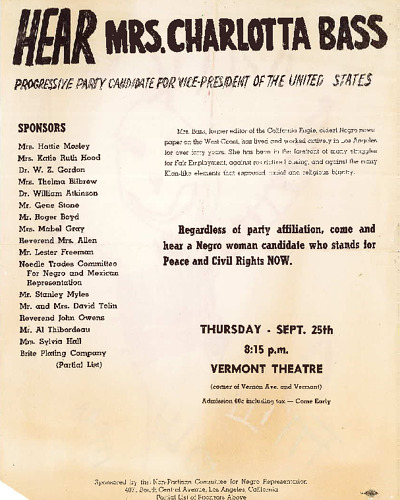 HEAR MRS. CHARLOTTA BASS
PROGRESSIVE PARTY CANDIDATE FOR VICE-PRESIDENT OF THE UNITED STATES
SPONSORS
Mrs. Hattie Mosley
Mrs. Katie Ruth Hood
Dr. W. Z. Gordon
Mrs. Thelma Bilbrew
Dr. William Atkinson
Mr. Gene Stone
Mr. Roger Boyd
Mrs. Mabel Gray
Reverend Mrs. Allen
Mr. Lester Freeman
Needle Trades Committee
For Negro and Mexican
Representation
Mr. Stanley Myles
Mr. and Mrs. David Tolin
Reverend John Owens
Mr. Al Thibordeau
Mrs. Sylvia Hall
Brite Plating Company
(Partial List)
Mrs. Bass, former editor of the California Eagle, oldest Negro news-
paper on the West Coast, has lived and worked actively in Los Angeles
for over forty years. She has been in the forefront of many struggles
for Fair Employment, against restricted housing, and against the many
Klan-like elements that espoused racial and religious bigotry.
Regardless of party affiliation, come and
hear a Negro woman candidate who stands for
Peace and Civil Rights NOW.
THURSDAY - SEPT. 25th
8:15 p.m.
VERMONT THEATRE
(corner of Vernon Ave. and Vermont)
Admission 60c including tax — Come Early
Sponsored by the Non-Partisan Committee for Negro Representation
South Central Avenue, Los Angeles, California
Partial List of Sponsors Above